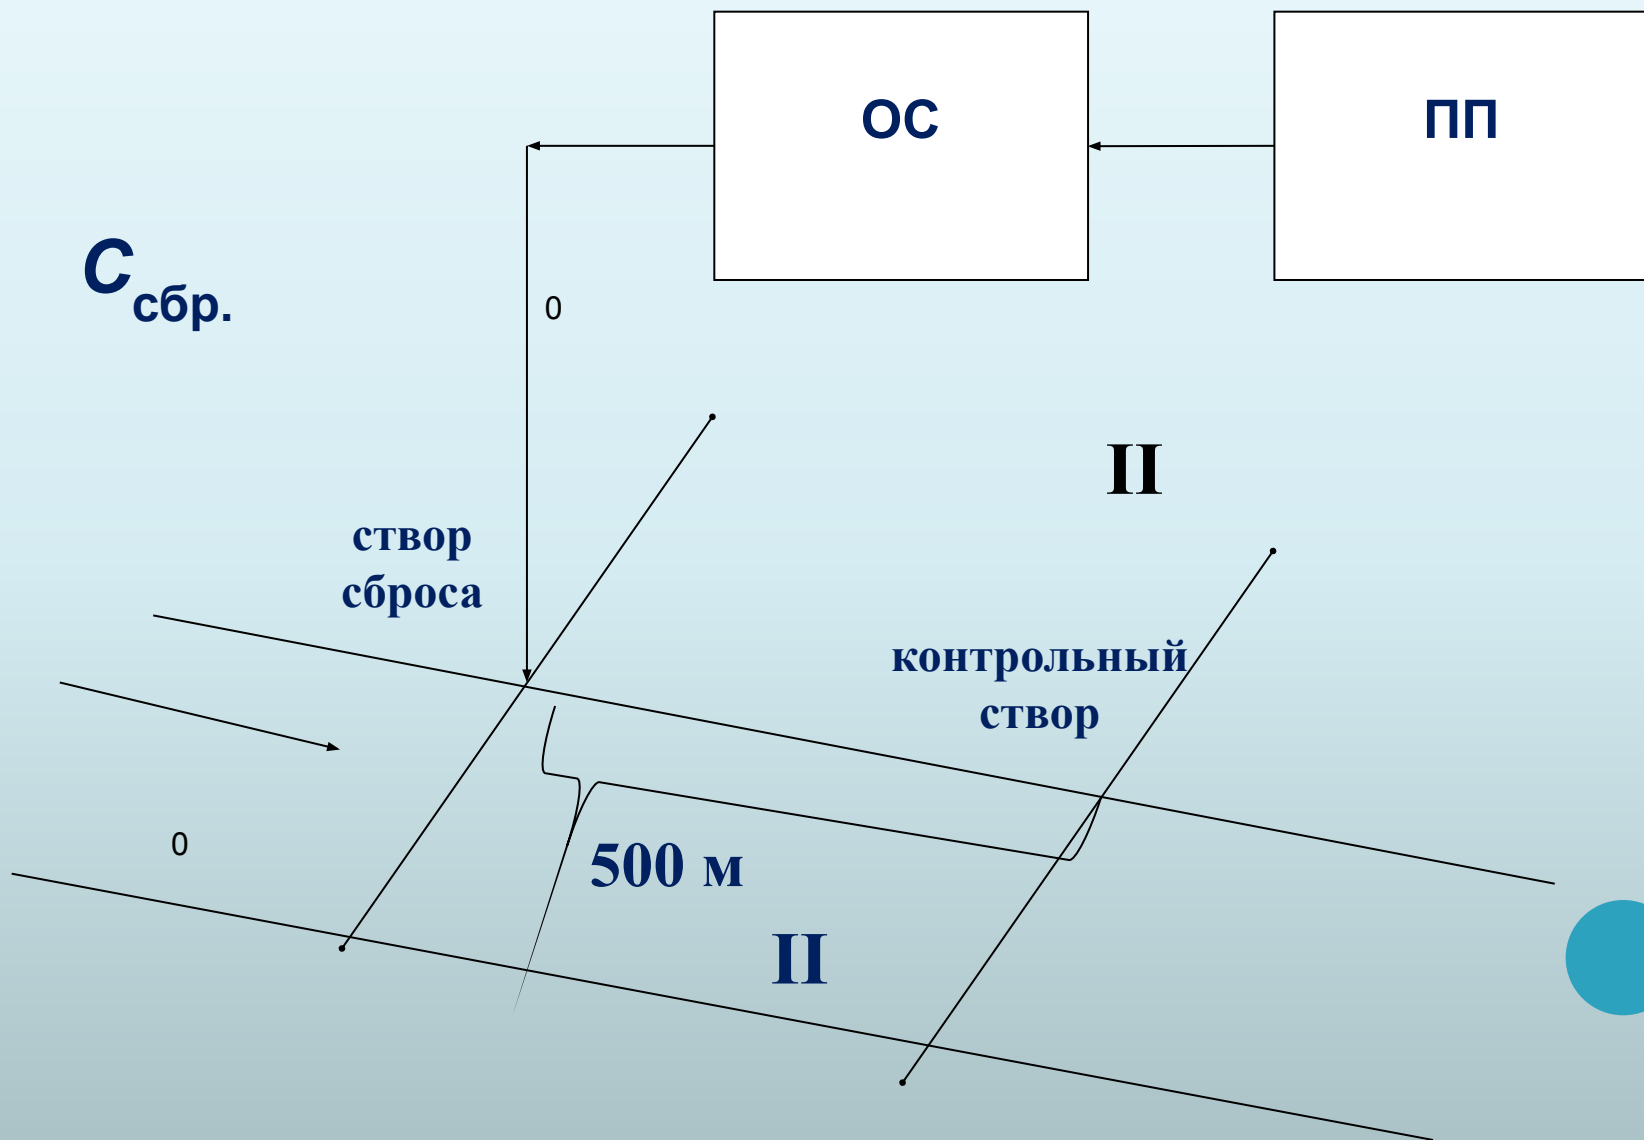 ОС
ПП
Cсбр.
0
II
створ
сброса
контрольный
створ
0
500 м
II